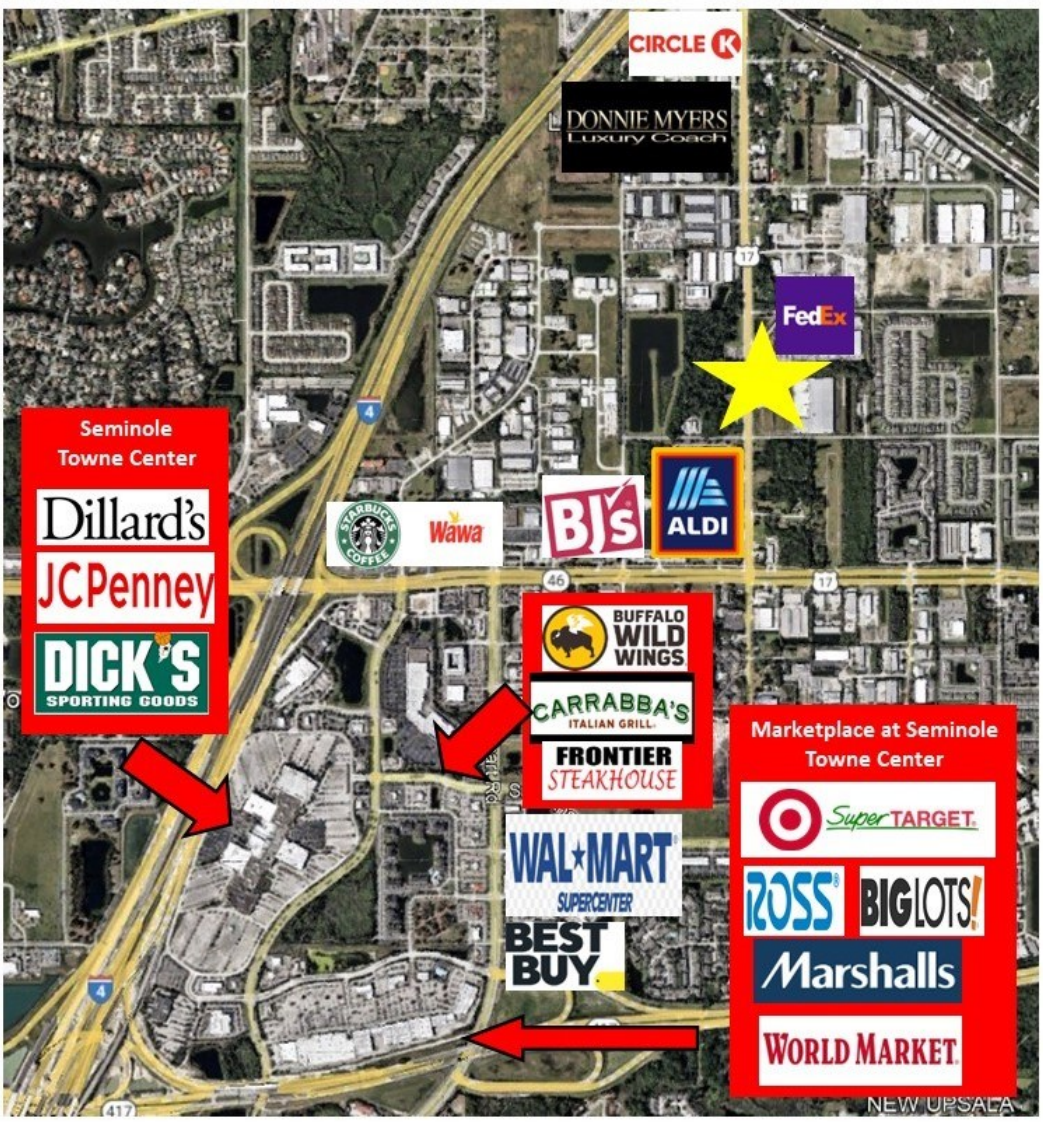 CIRCLE K
DONNIE MYERS
Luxury Coach
17
FedEx
4
Seminole
Towne Center
Dillard's
JCPenney
DICK'S
SPORTING GOODS
STARBUCKS
COFFEE
Wawa
BJ's
ALDI
46
17
BUFFALO
WILD
WINGS
CARRABBA'S
ITALIAN GRILL
FRONTIER
STEAKHOUSE
Marketplace at Seminole
Towne Center
SuperTARGET
ROSS
BIGLOTS!
WAL★MART
SUPERCENTER
BEST
BUY
Marshalls
WORLD MARKET
4
417
NEW UPSALA